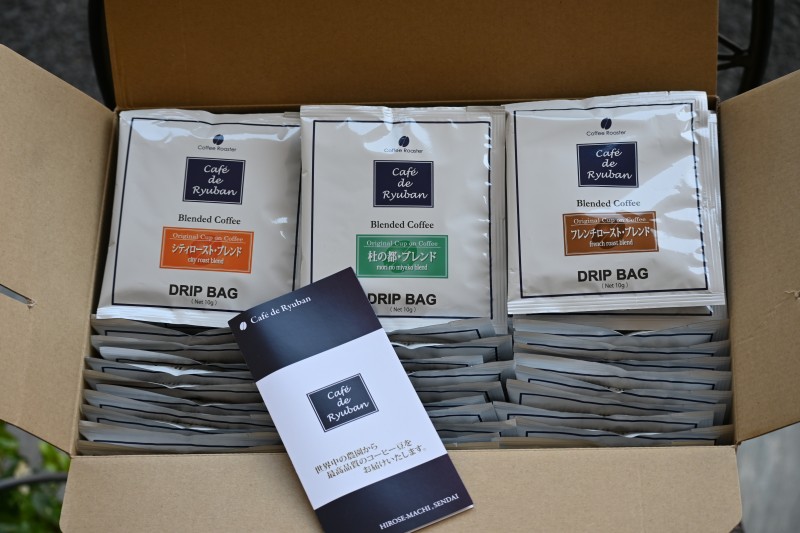 Coffee Roaster
Café
de
Ryuban
Blended Coffee
Original Cup on Coffee
シティロースト・ブレンド
city roast blend
DRIP BAG
( Net 10g )
Coffee Roaster
Café
de
Ryuban
Blended Coffee
Original Cup on Coffee
杜の都・ブレンド
mori no miyako blend
DRIP BAG
( Net 10g )
Coffee Roaster
Café
de
Ryuban
Blended Coffee
Original Cup on Coffee
フレンチロースト・ブレンド
french roast blend
DRIP BAG
( Net 10g )
Café de Ryuban
Café
de
Ryuban
世界中の農園から
最高品質のコーヒー豆を
お届けいたします。
HIROSE-MACHI, SENDAI